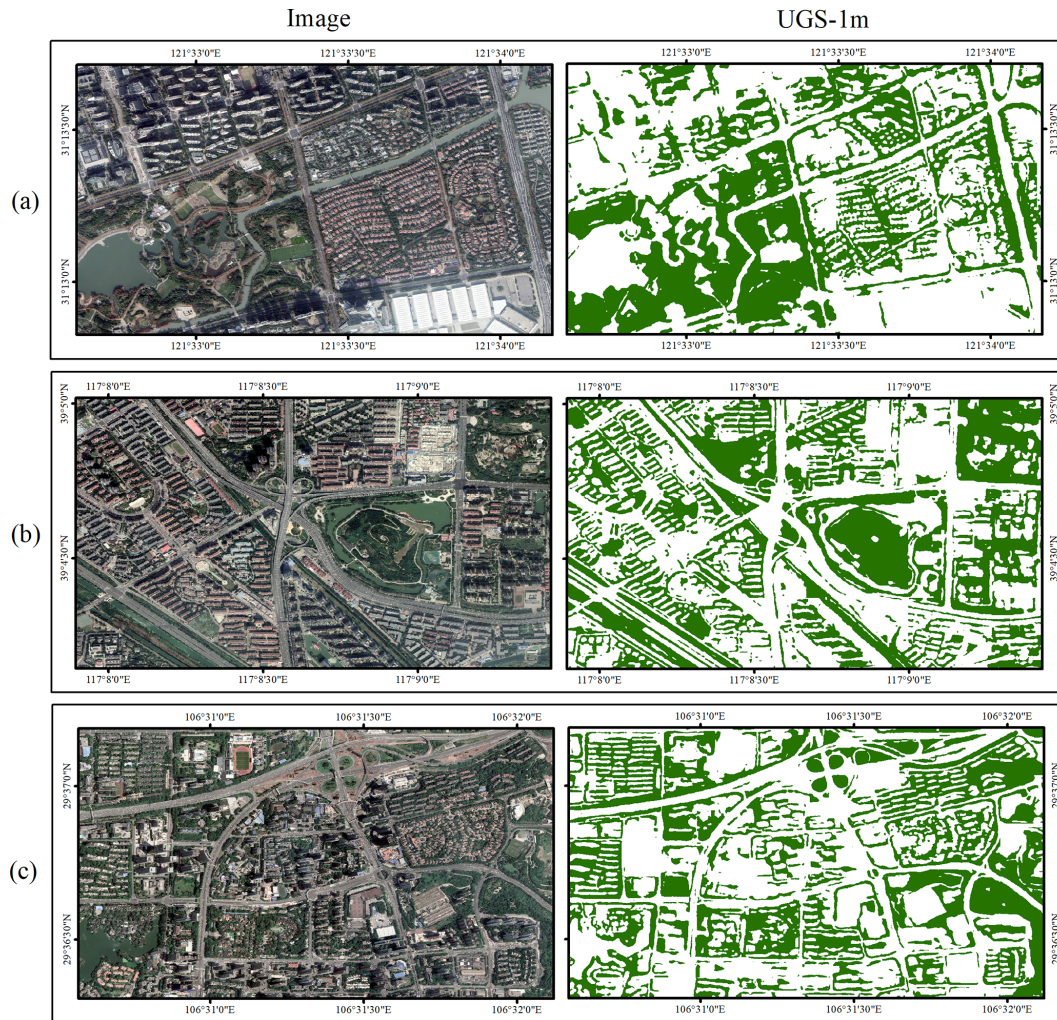 Image UGS-1m
121°33'0"E 121°33'30"E 121°34'0"E 121°33'0"E 121°33'30"E 121°34'0"E
31°13'30"N 31°13'30"N
(a)
31°13'0"N 31°13'0"N
121°33'0"E 121°33'30"E 121°34'0"E 121°33'0"E 121°33'30"E 121°34'0"E
117°8'0"E 117°8'30"E 117°9'0"E 117°8'0"E 117°8'30"E 117°9'0"E
39°5'0"N 39°5'0"N
(b)
39°4'30"N 39°4'30"N
117°8'0"E 117°8'30"E 117°9'0"E 117°8'0"E 117°8'30"E 117°9'0"E
106°31'0"E 106°31'30"E 106°32'0"E 106°31'0"E 106°31'30"E 106°32'0"E
29°37'0"N 29°37'0"N
(c)
29°36'30"N 29°36'30"N
106°31'0"E 106°31'30"E 106°32'0"E 106°31'0"E 106°31'30"E 106°32'0"E